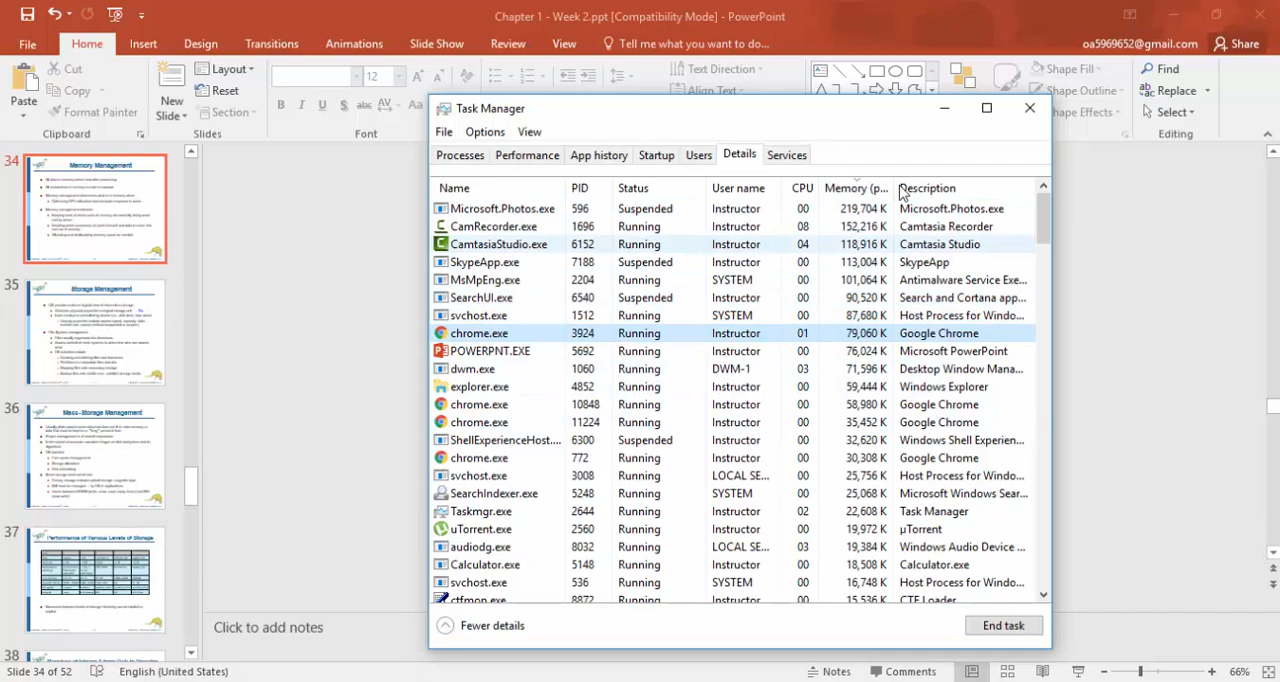 Chapter 1 - Week 2.ppt [Compatibility Mode] - PowerPoint
File Home Insert Design Transitions Animations Slide Show Review View Tell me what you want to do... oa5969652@gmail.com Share
Paste
Cut
Copy
Format Painter
Clipboard
New
Slide
Layout
Reset
Section
Slides
12
B I U S abc AV Aa
Font
Text Direction
Align Text
Shape Fill
Shape Outline
Shape Effects
Find
Replace
Select
Editing
34
Memory Management
35
Storage Management
36
Mass-Storage Management
37
Performance of Various Levels of Storage
38
Task Manager
File Options View
Performance App history Startup Users Details Services
Name PID Status User name Memory (p... Description
596 Suspended Instructor 00 219,704 K Microsoft.Photos.exe
CamRecorder.exe 1696 Running Instructor 00 152,216 K Camtasia Recorder
CamtasiaStudio.exe 6152 Running Instructor 04 118,916 K Camtasia Studio
SkypeApp.exe 7188 Suspended Instructor 00 113,004 K SkypeApp
MsMpEng.exe Running SYSTEM 00 101,064 K Antimalware Service Exe...
SearchUI.exe 6540 Suspended Instructor 00 90,520 K Search and Cortana app...
svchost.exe Running SYSTEM 00 87,680 K Host Process for Windo...
chrome.exe 3924 Running Instructor 01 79,060 K Google Chrome
POWERPNT.EXE 5692 Running Instructor 00 76,024 K Microsoft PowerPoint
dwm.exe 1060 Running DWM-1 03 71,596 K Desktop Window Mana...
explorer.exe 4852 Running Instructor 00 59,444 K Windows Explorer
chrome.exe 10848 Running Instructor 00 58,980 K Google Chrome
chrome.exe 11224 Running Instructor 00 35,452 K Google Chrome
ShellExperienceHost.... 6300 Suspended Instructor 00 32,620 K Windows Shell Experien...
chrome.exe 772 Running Instructor 00 30,308 K Google Chrome
svchost.exe 3008 Running LOCAL SE... 00 25,756 K Host Process for Windo...
SearchIndexer.exe 5248 Running SYSTEM 00 25,068 K Microsoft Windows Sear...
Taskmgr.exe 2644 Running Instructor 02 22,608 K Task Manager
uTorrent.exe 2560 Running Instructor 00 19,972 K uTorrent
audiodg.exe 8032 Running LOCAL SE... 03 19,384 K Windows Audio Device ...
Calculator.exe 5632 Running Instructor 00 18,508 K Calculator.exe
svchost.exe 536 Running SYSTEM 00 16,748 K Host Process for Windo...
ctfmon.exe 8872 Running Instructor 00 15,536 K CTF Loader
Fewer details End task
Click to add notes
Slide 34 of 52 English (United States) Notes Comments 66%